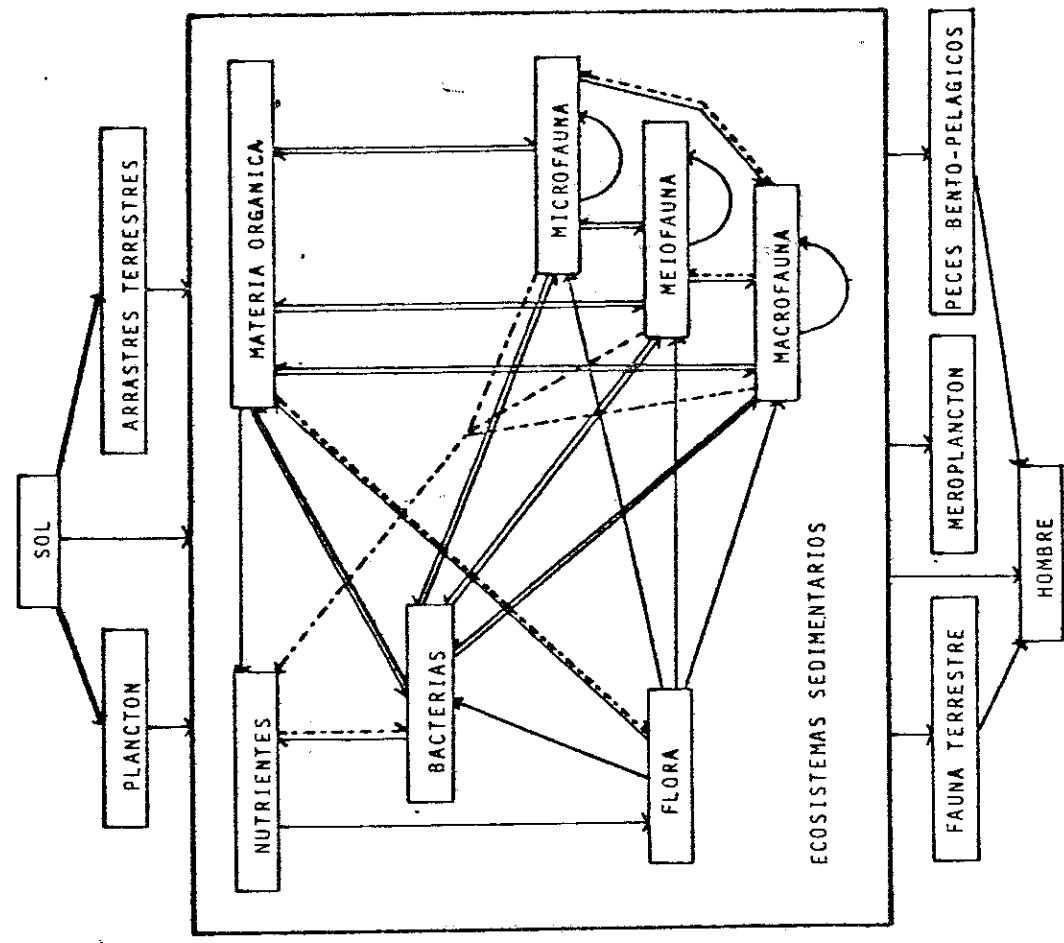 SOL
PLANCTON
ARRASTRES TERRESTRES
NUTRIENTES
MATERIA ORGANICA
BACTERIAS
MICROFAUNA
FLORA
MEIOFAUNA
MACROFAUNA
ECOSISTEMAS SEDIMENTARIOS
FAUNA TERRESTRE
MEROPLANCTON
PECES BENTO-PELAGICOS
HOMBRE